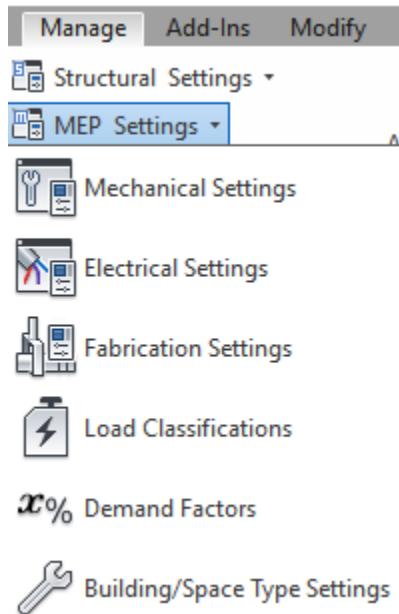 Manage Add-Ins Modify
Structural Settings
MEP Settings
Mechanical Settings
Electrical Settings
Fabrication Settings
Load Classifications
x% Demand Factors
Building/Space Type Settings